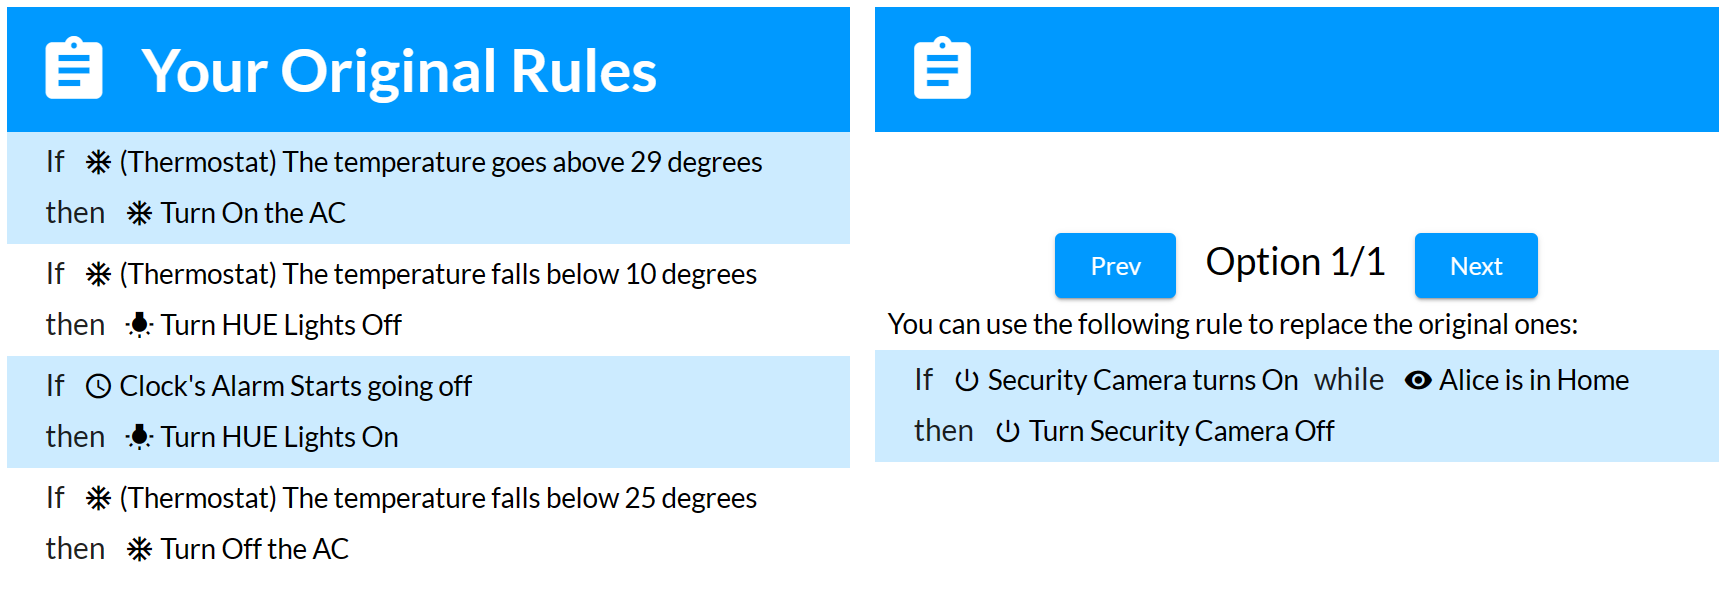 Your Original Rules
If (Thermostat) The temperature goes above 29 degrees
then Turn On the AC
If (Thermostat) The temperature falls below 10 degrees
then Turn HUE Lights Off
If Clock's Alarm Starts going off
then Turn HUE Lights On
If (Thermostat) The temperature falls below 25 degrees
then Turn Off the AC
Prev Option 1/1 Next
You can use the following rule to replace the original ones:
If Security Camera turns On while Alice is in Home
then Turn Security Camera Off